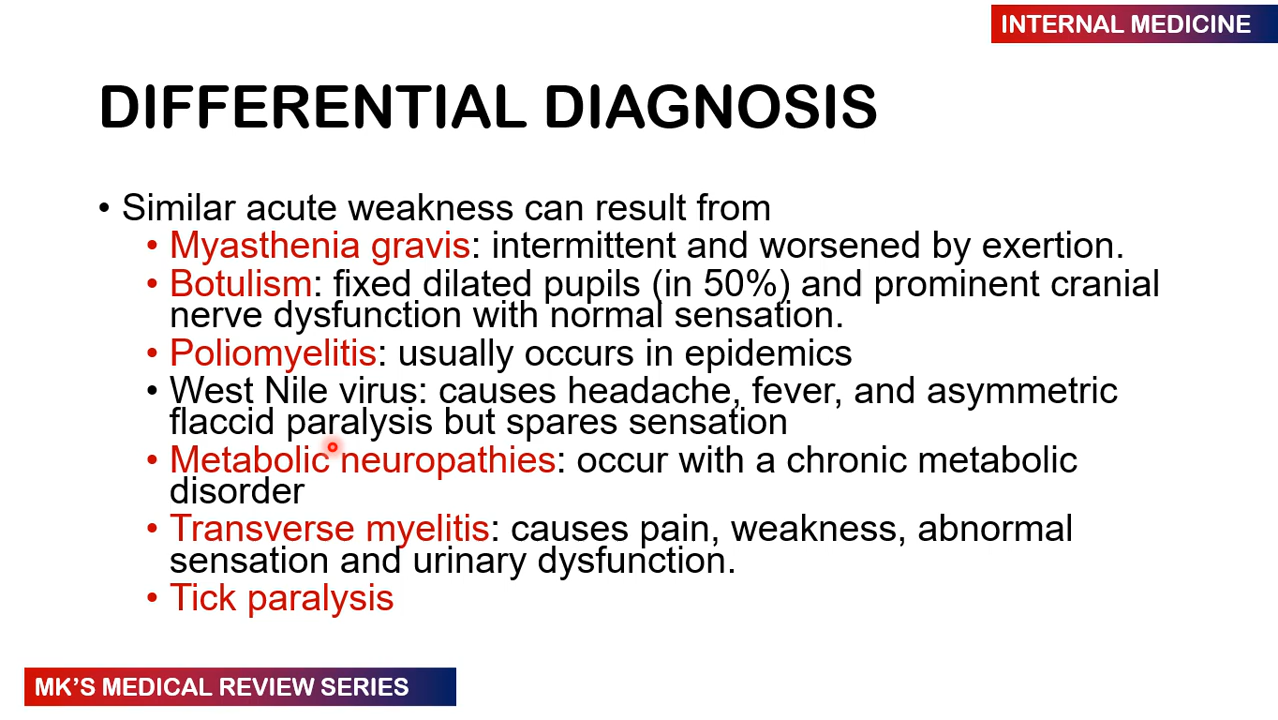 INTERNAL MEDICINE
DIFFERENTIAL DIAGNOSIS
• Similar acute weakness can result from
• Myasthenia gravis: intermittent and worsened by exertion.
• Botulism: fixed dilated pupils (in 50%) and prominent cranial
nerve dysfunction with normal sensation.
• Poliomyelitis: usually occurs in epidemics
• West Nile virus: causes headache, fever, and asymmetric
flaccid paralysis but spares sensation
• Metabolic neuropathies: occur with a chronic metabolic
disorder
• Transverse myelitis: causes pain, weakness, abnormal
sensation and urinary dysfunction.
• Tick paralysis
MK’S MEDICAL REVIEW SERIES